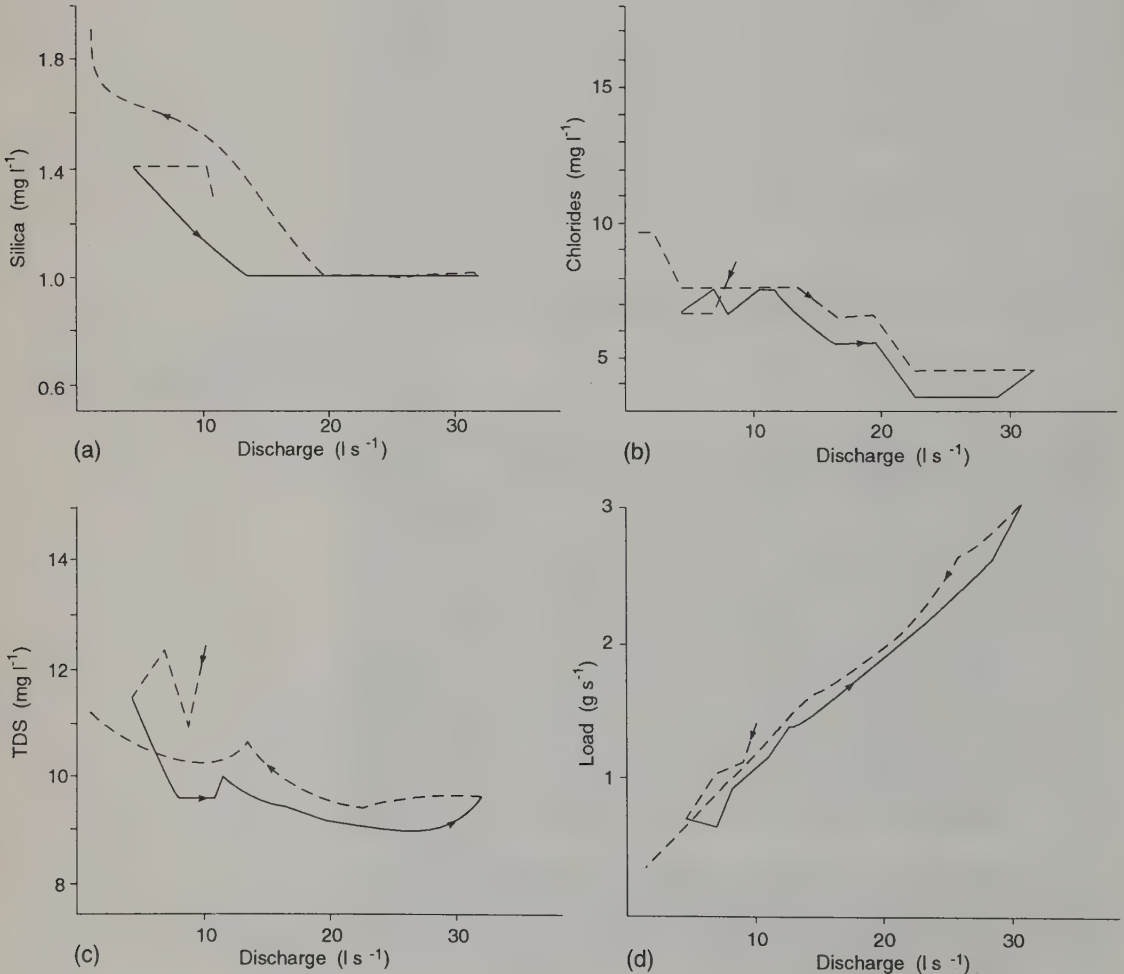 1.8
1.4
1.0
0.6
Silica (mg l⁻¹)
10
20
30
(a)
Discharge (l s⁻¹)
15
10
5
Chlorides (mg l⁻¹)
10
20
30
(b)
Discharge (l s⁻¹)
14
12
10
8
TDS (mg l⁻¹)
10
20
30
(c)
Discharge (l s⁻¹)
3
2
1
Load (g s⁻¹)
10
20
30
(d)
Discharge (l s⁻¹)